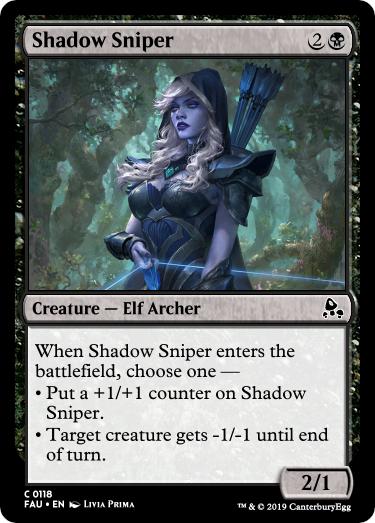 Shadow Sniper 2
Creature — Elf Archer
When Shadow Sniper enters the
battlefield, choose one —
• Put a +1/+1 counter on Shadow
Sniper.
• Target creature gets -1/-1 until end
of turn.
2/1
C 0118
FAU • EN LIVIA PRIMA
™ & © 2019 CanterburyEgg